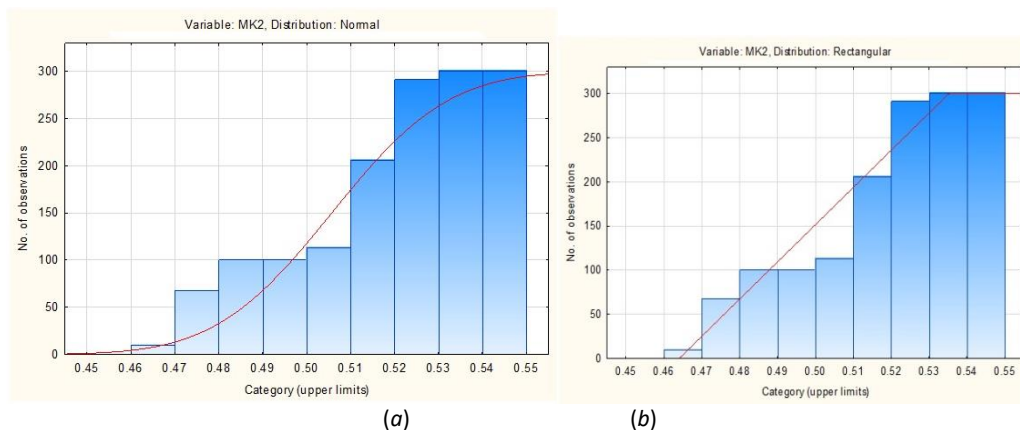 Variable: MK2, Distribution: Normal
300
250
200
150
100
50
0
No. of observations
0.45 0.46 0.47 0.48 0.49 0.50 0.51 0.52 0.53 0.54 0.55
Category (upper limits)
(a)
Variable: MK2, Distribution: Rectangular
300
250
200
150
100
50
0
No. of observations
0.45 0.46 0.47 0.48 0.49 0.50 0.51 0.52 0.53 0.54 0.55
Category (upper limits)
(b)